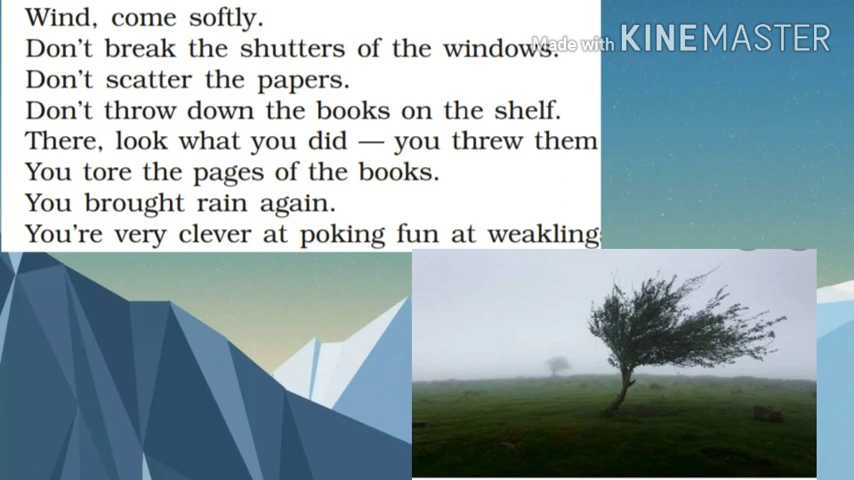 Wind, come softly.
Don't break the shutters of the windows.
Don't scatter the papers.
Don't throw down the books on the shelf.
There, look what you did — you threw them
You tore the pages of the books.
You brought rain again.
You're very clever at poking fun at weakling
Made with KINEMASTER